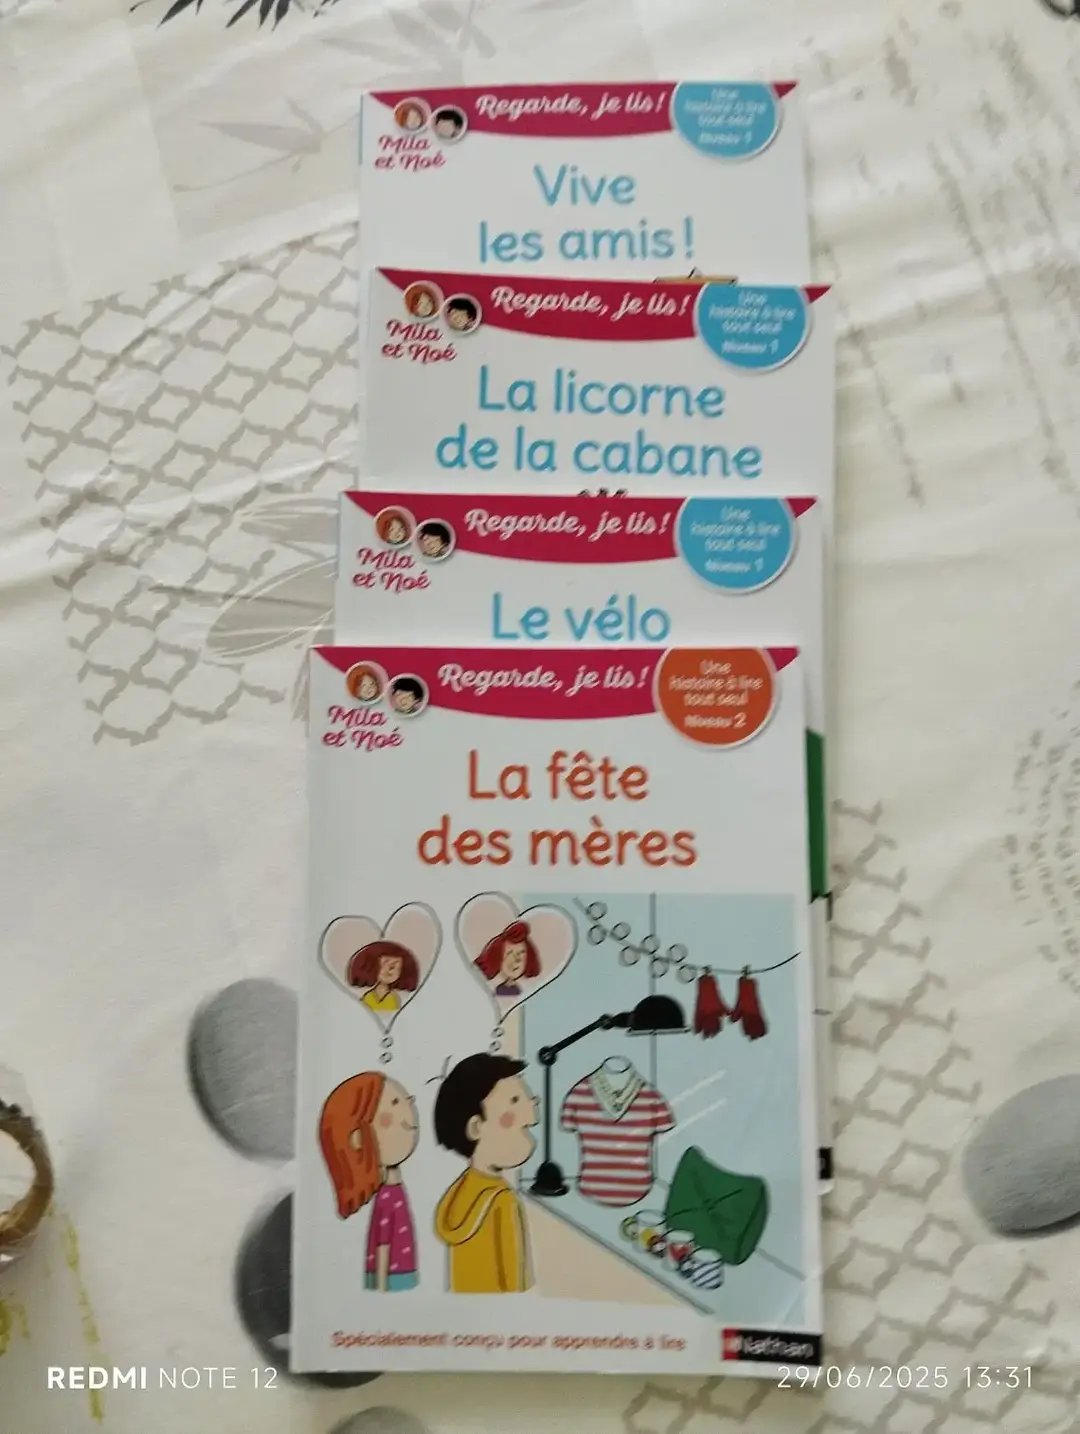 Regarde, je lis!
Une
histoire à lire
tout seul
Niveau 1
Mila
et Noé
Vive
les amis!
Regarde, je lis!
Une
histoire à lire
tout seul
Niveau 1
Mila
et Noé
La licorne
de la cabane
Regarde, je lis!
Une
histoire à lire
tout seul
Niveau 1
Mila
et Noé
Le vélo
Regarde, je lis!
Une
histoire à lire
tout seul
Niveau 2
Mila
et Noé
La fête
des mères
Spécialement conçu pour apprendre à lire
Nathan
REDMI NOTE 12
29/06/2025 13:31